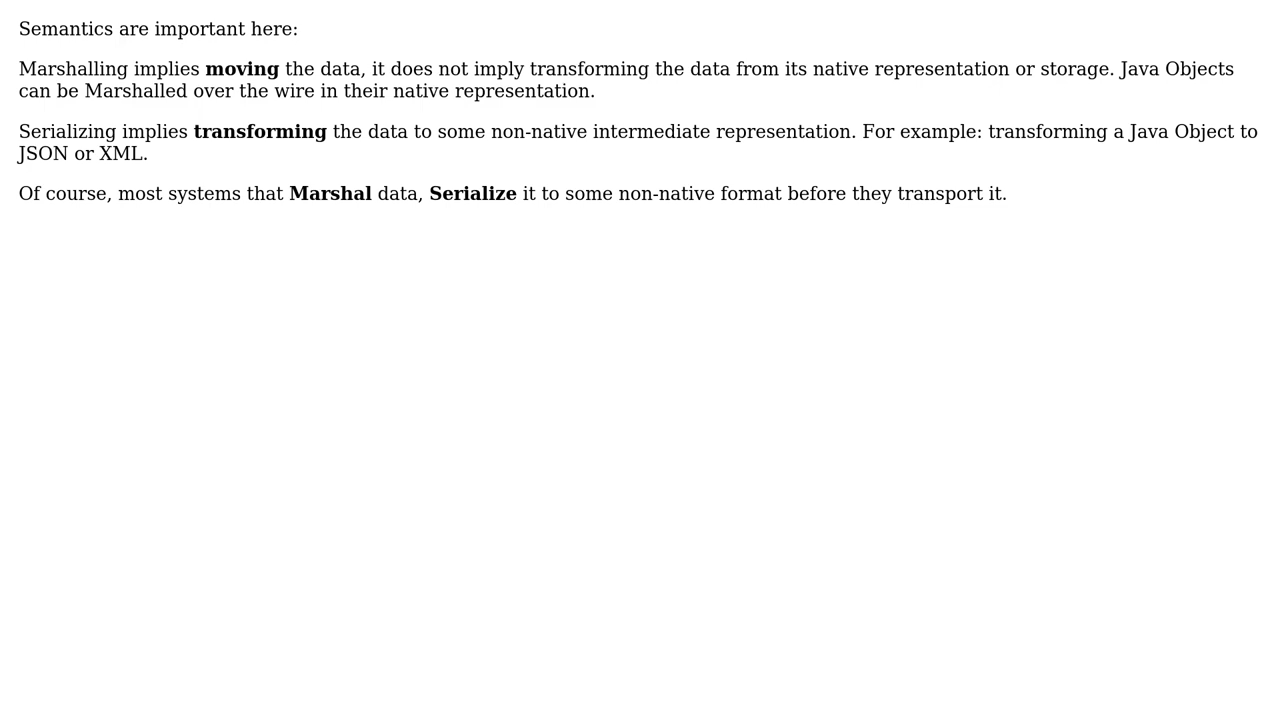 Semantics are important here:
Marshalling implies moving the data, it does not imply transforming the data from its native representation or storage. Java Objects
can be Marshalled over the wire in their native representation.
Serializing implies transforming the data to some non-native intermediate representation. For example: transforming a Java Object to
JSON or XML.
Of course, most systems that Marshal data, Serialize it to some non-native format before they transport it.